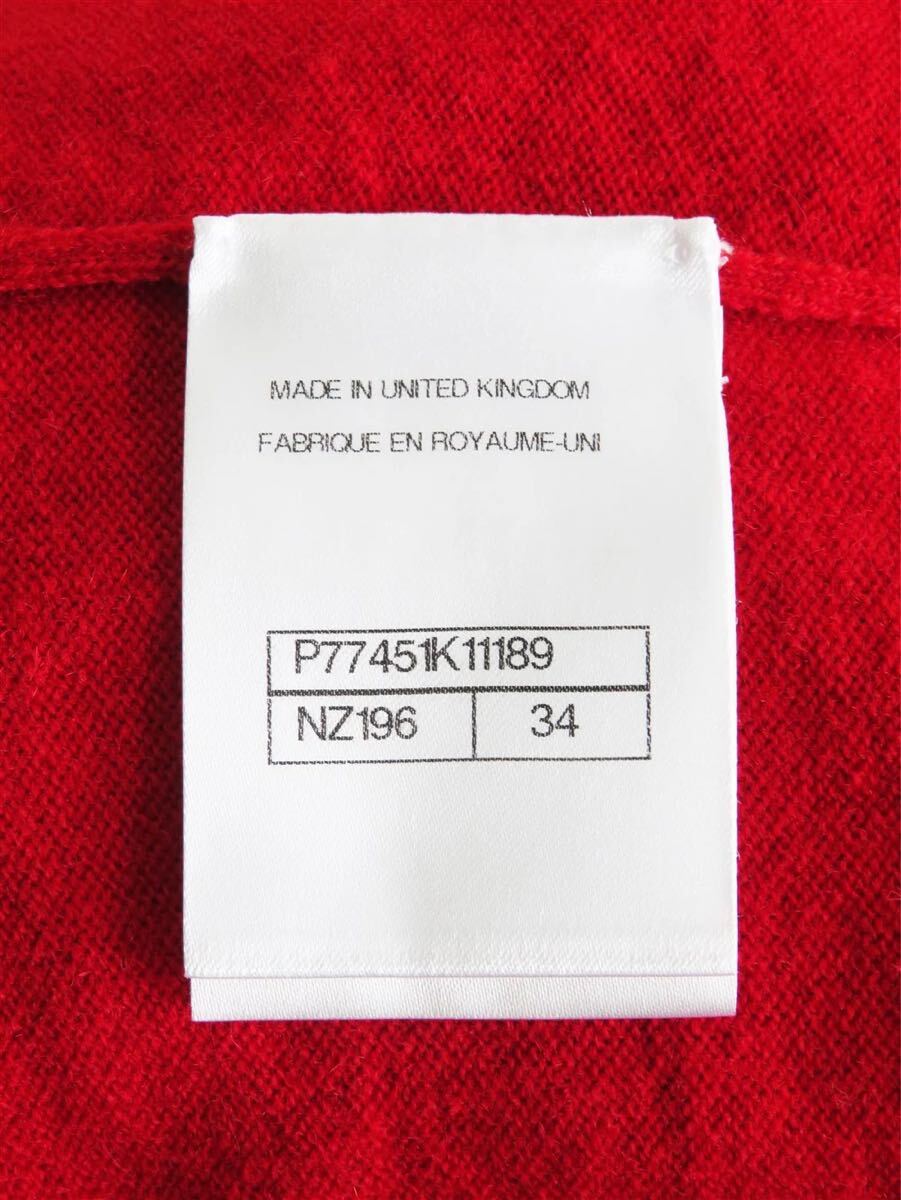 MADE IN UNITED KINGDOM
FABRIQUE EN ROYAUME-UNI
P77451K11189
NZ196 34